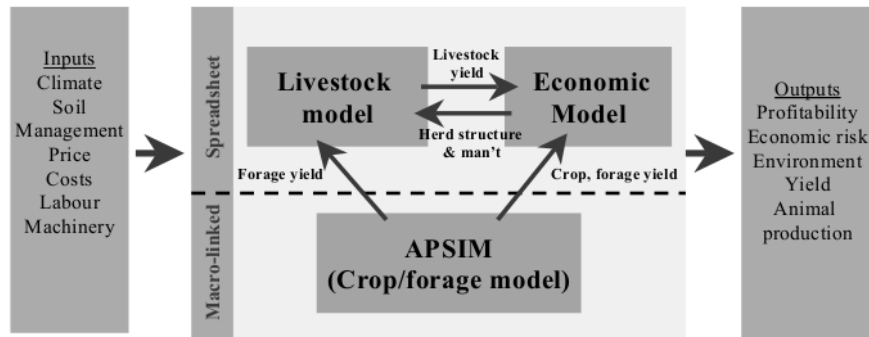 Inputs
Climate
Soil
Management
Price
Costs
Labour
Machinery
Spreadsheet
Macro-linked
Livestock
model
Livestock
yield
Economic
Model
Herd structure
& man't
Forage yield
Crop, forage yield
APSIM
(Crop/forage model)
Outputs
Profitability
Economic risk
Environment
Yield
Animal
production